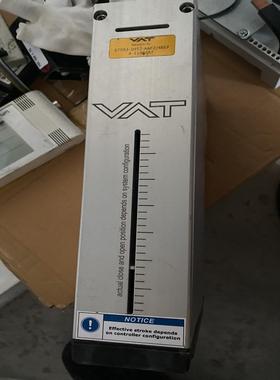 VAT
VAT
actual close and open position depends on system configuration
NOTICE
Effective stroke depends
on controller configuration